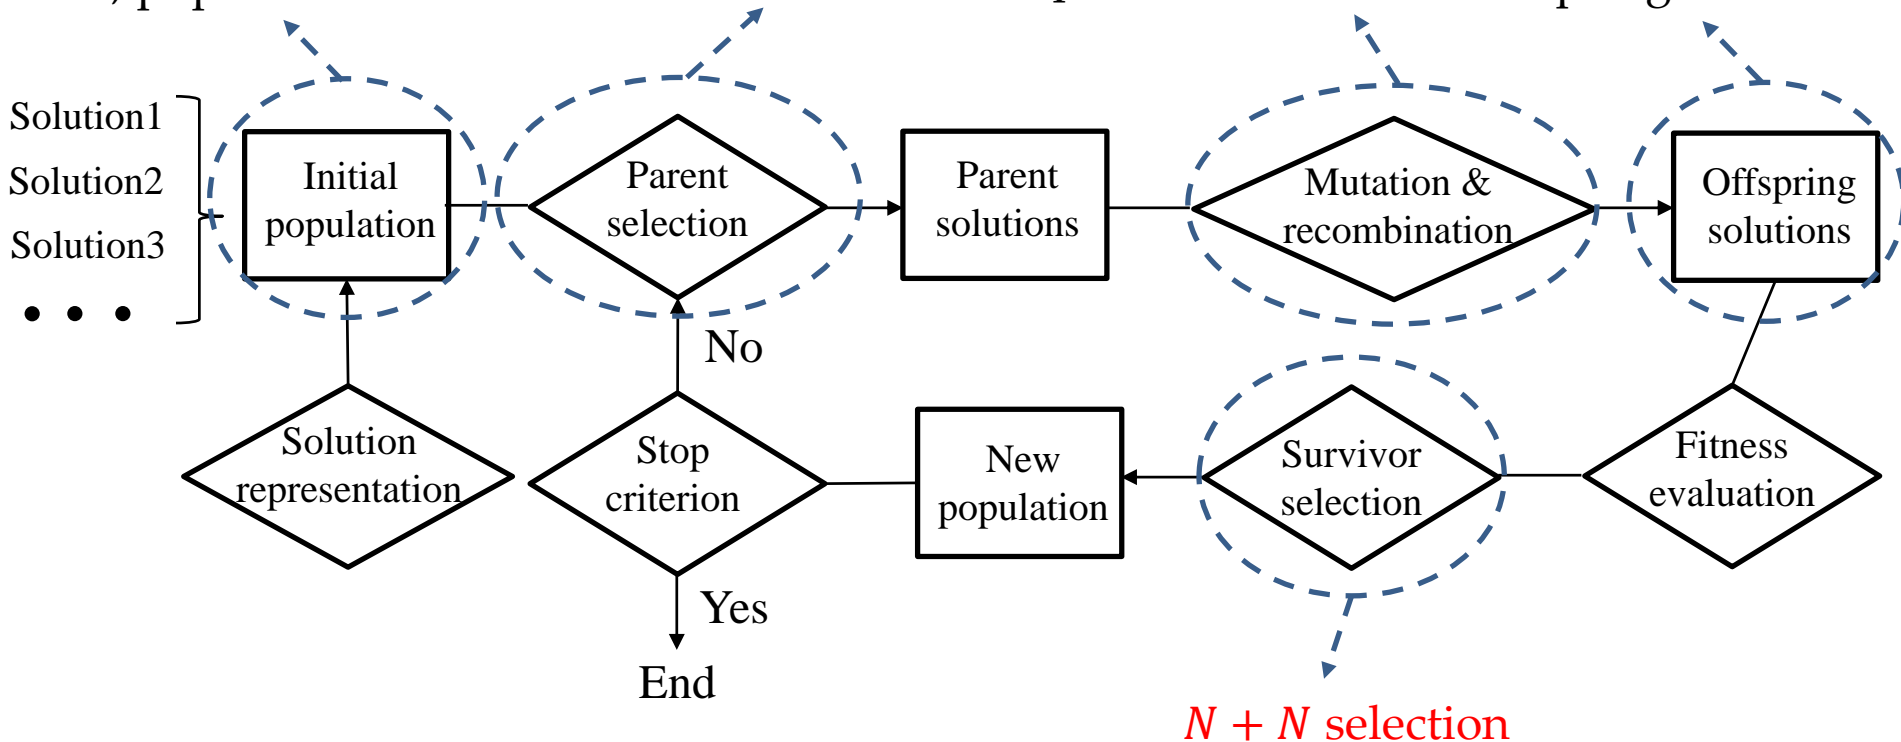 Solution1
Solution2
Solution3
• • •
Initial
population
Parent
selection
Parent
solutions
Mutation &
recombination
Offspring
solutions
No
Solution
representation
Stop
criterion
New
population
Survivor
selection
Fitness
evaluation
Yes
End
N + N selection